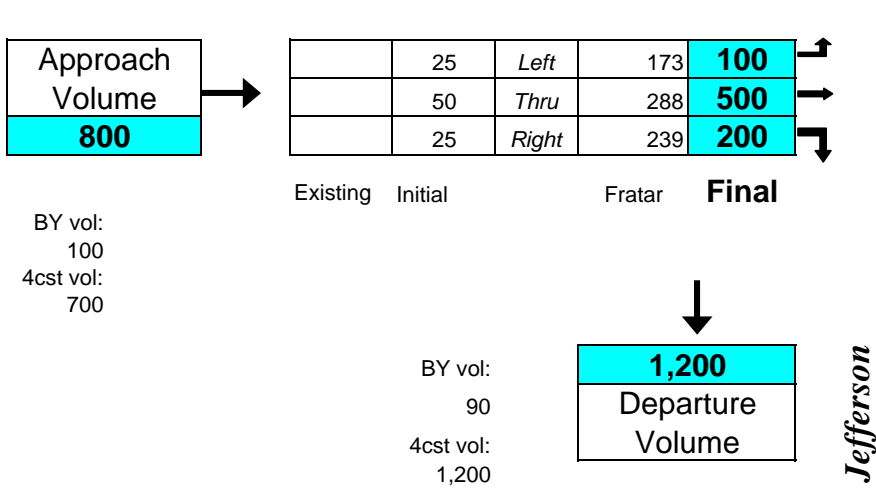 Approach
Volume
800
25 Left 173 100
50 Thru 288 500
25 Right 239 200
Existing Initial Fratar Final
BY vol:
100
4cst vol:
700
BY vol:
90
4cst vol:
1,200
1,200
Departure
Volume
Jefferson